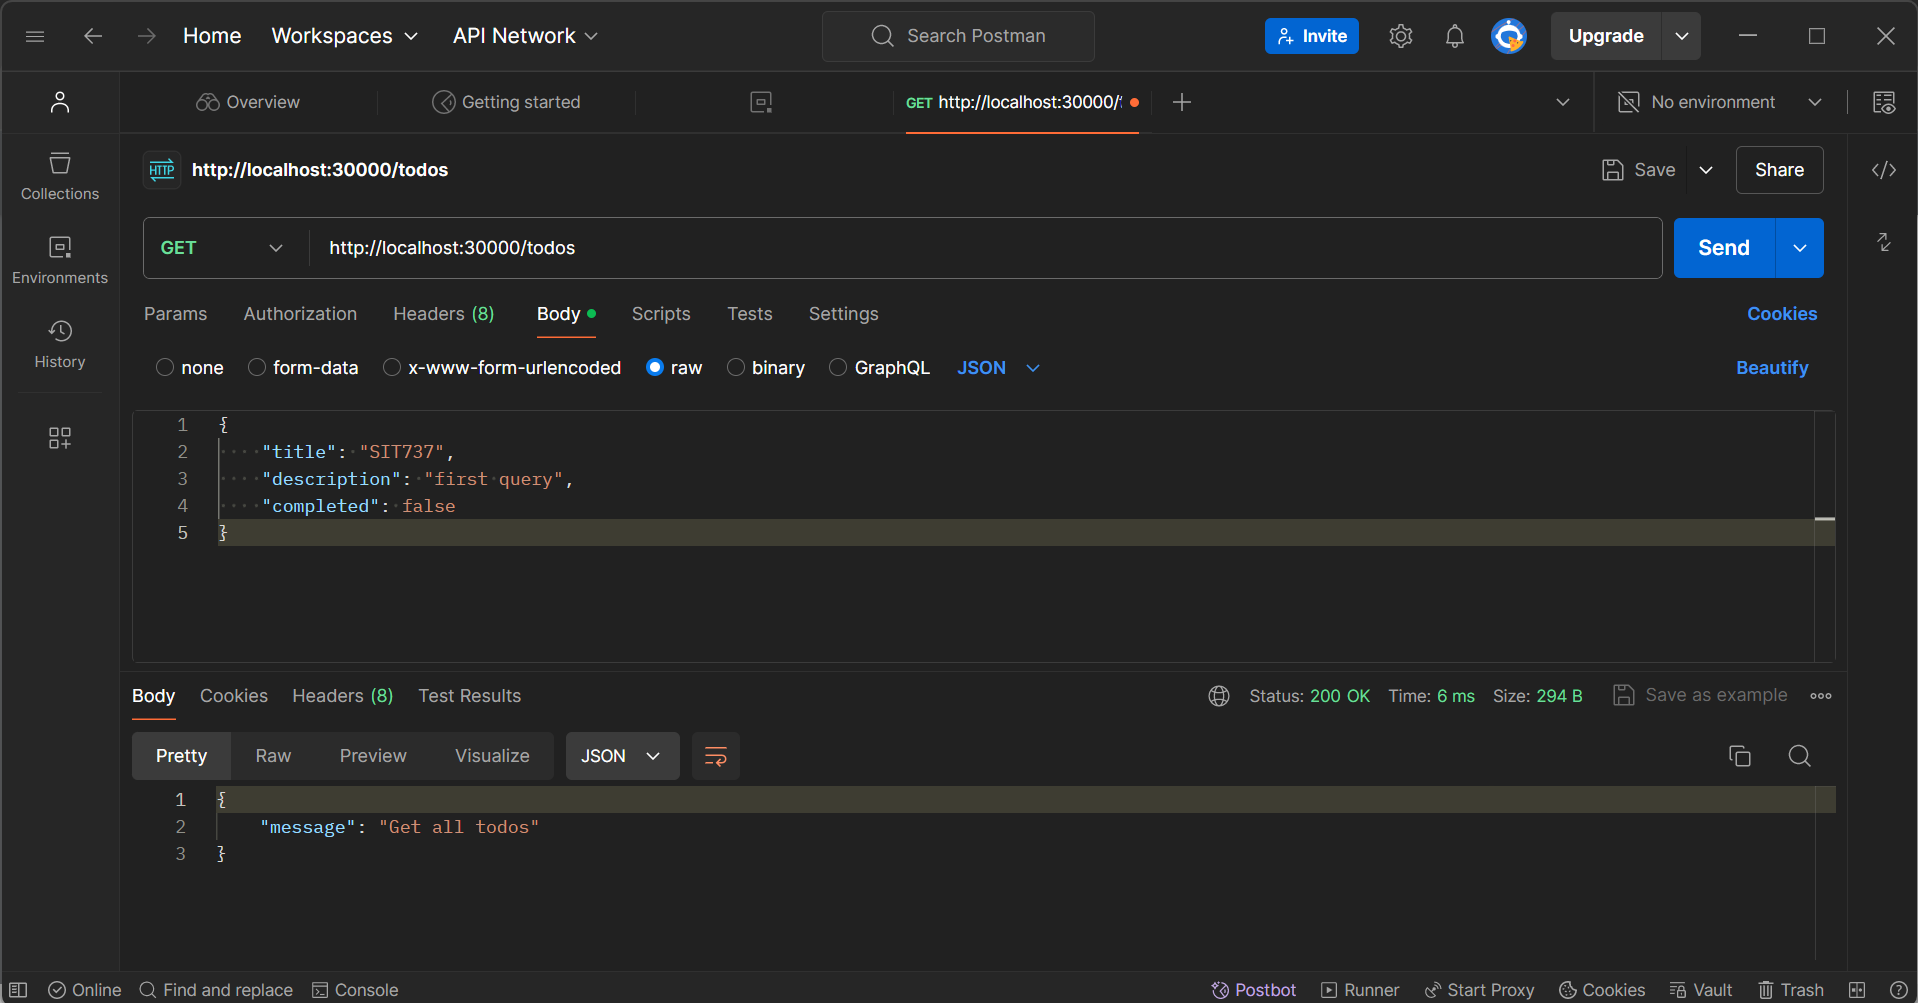 Home Workspaces API Network Search Postman Invite Upgrade
Overview Getting started GET http://localhost:30000/ No environment
HTTP http://localhost:30000/todos Save Share
Collections
GET http://localhost:30000/todos Send
Environments
Params Authorization Headers (8) Body Scripts Tests Settings Cookies
History
none form-data x-www-form-urlencoded raw binary GraphQL JSON Beautify
1 {
2 "title": "SIT737",
3 "description": "first query",
4 "completed": false
5 }
Body Cookies Headers (8) Test Results Status: 200 OK Time: 6 ms Size: 294 B Save as example
Pretty Raw Preview Visualize JSON
1 {
2 "message": "Get all todos"
3 }
Online Find and replace Console Postbot Runner Start Proxy Cookies Vault Trash